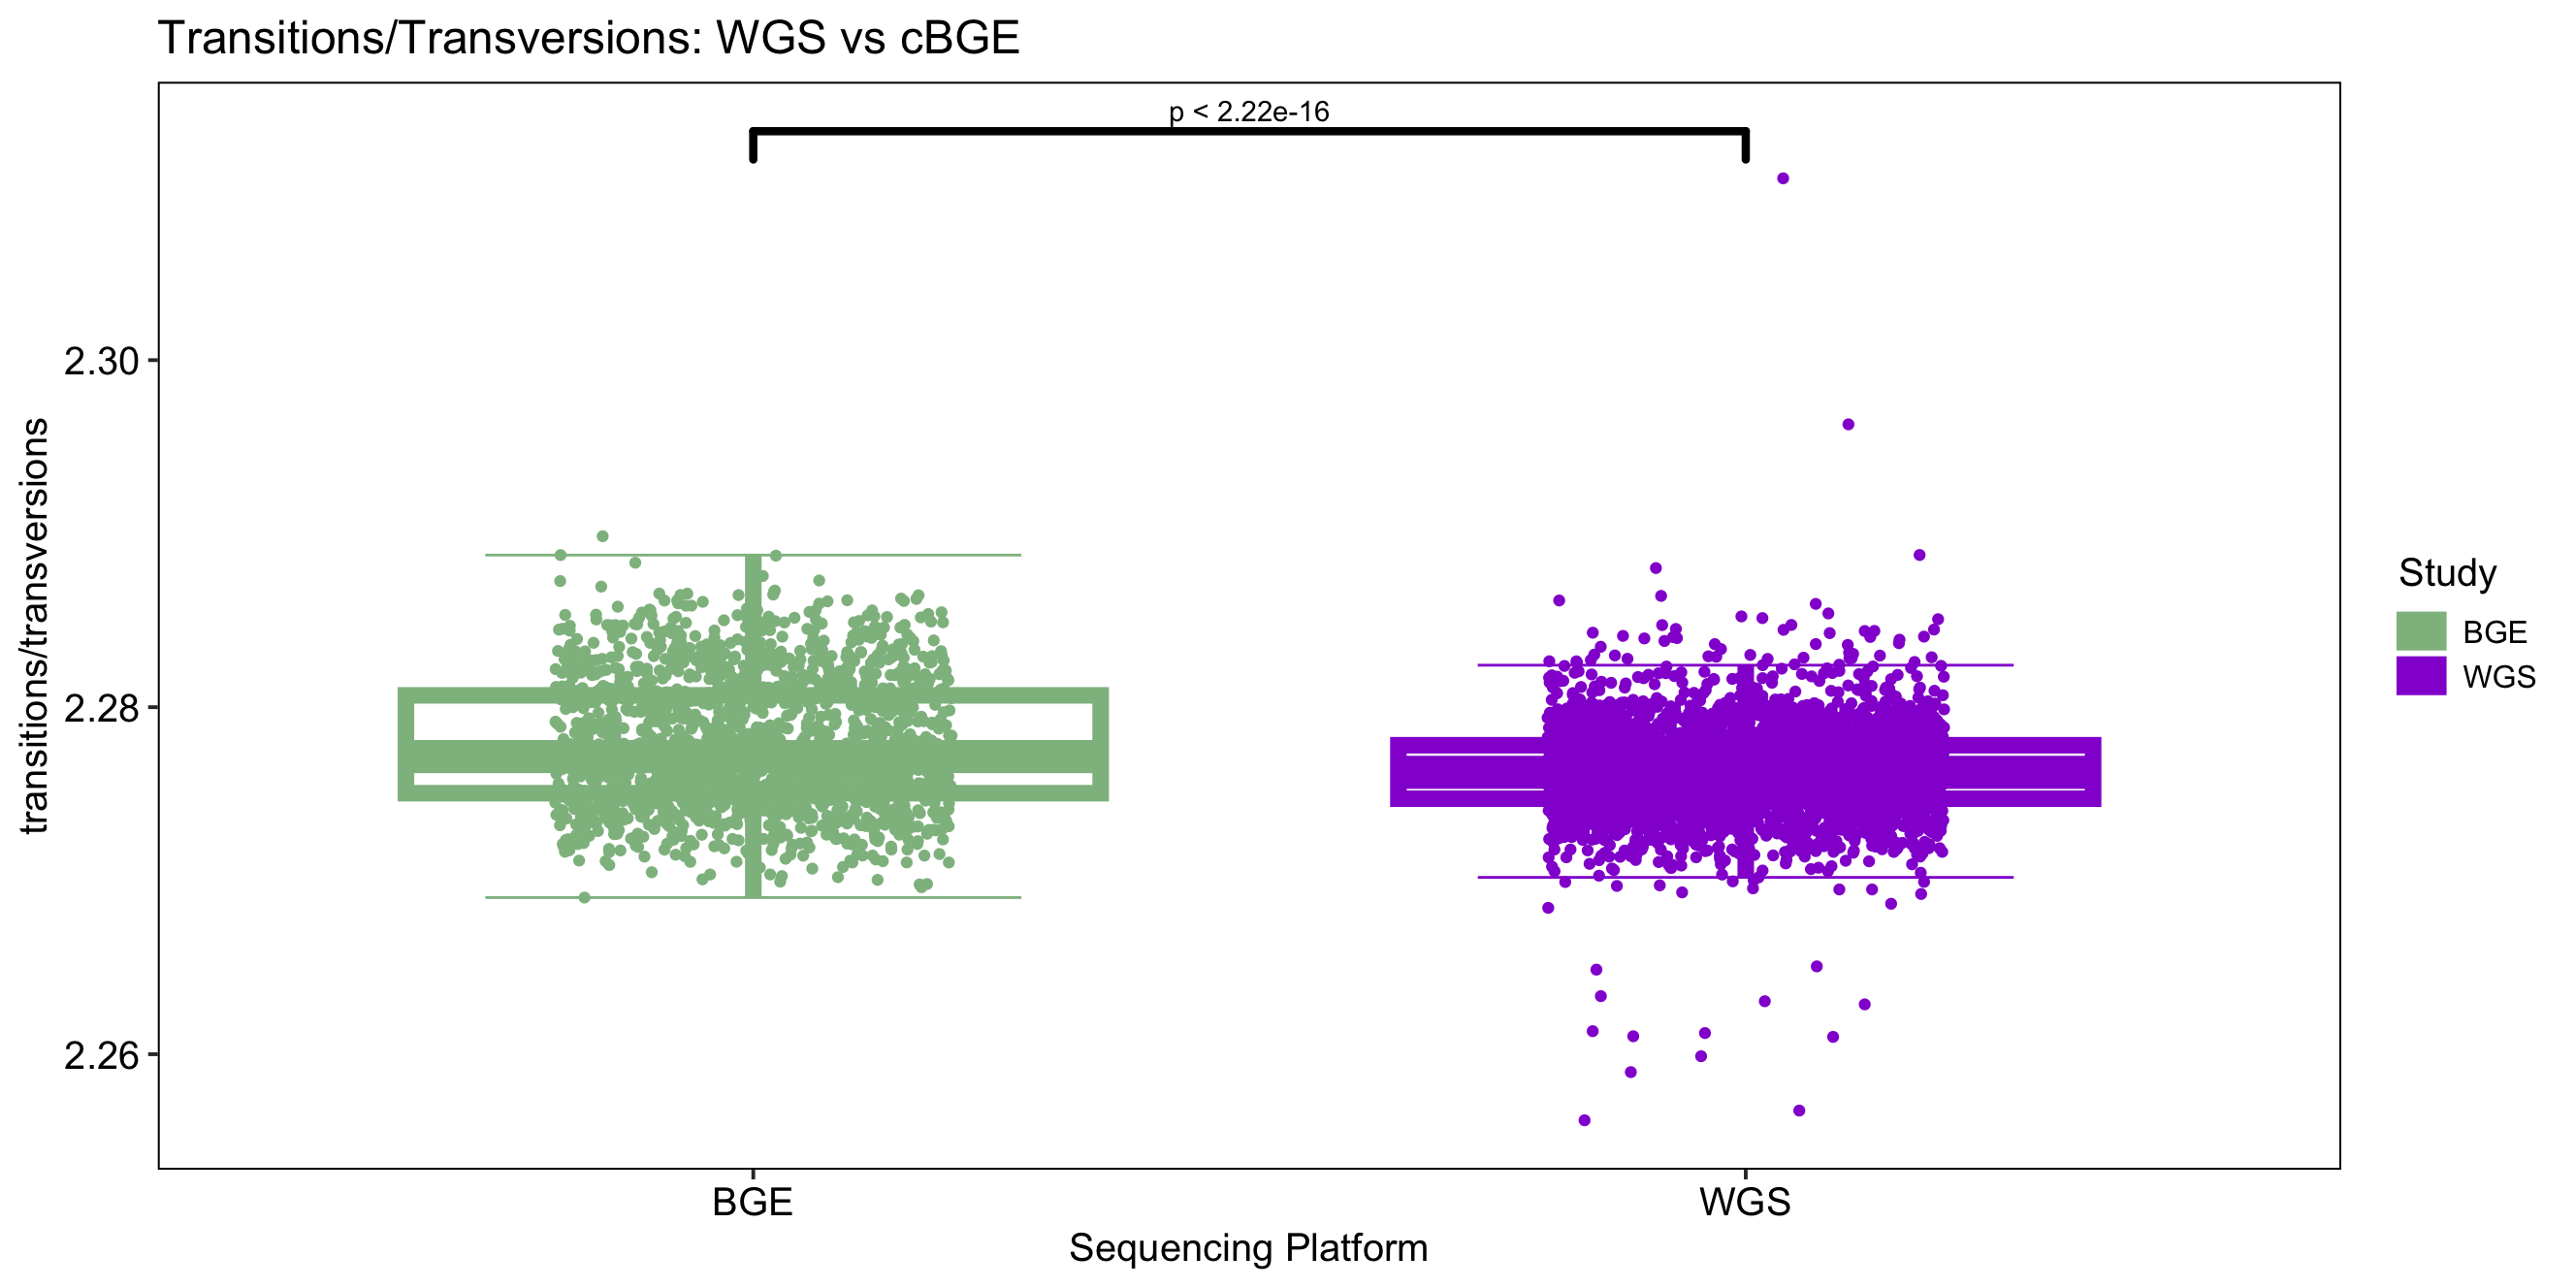 Transitions/Transversions: WGS vs cBGE
p < 2.22e-16
2.30
2.28
2.26
transitions/transversions
BGE
WGS
Sequencing Platform
Study
BGE
WGS